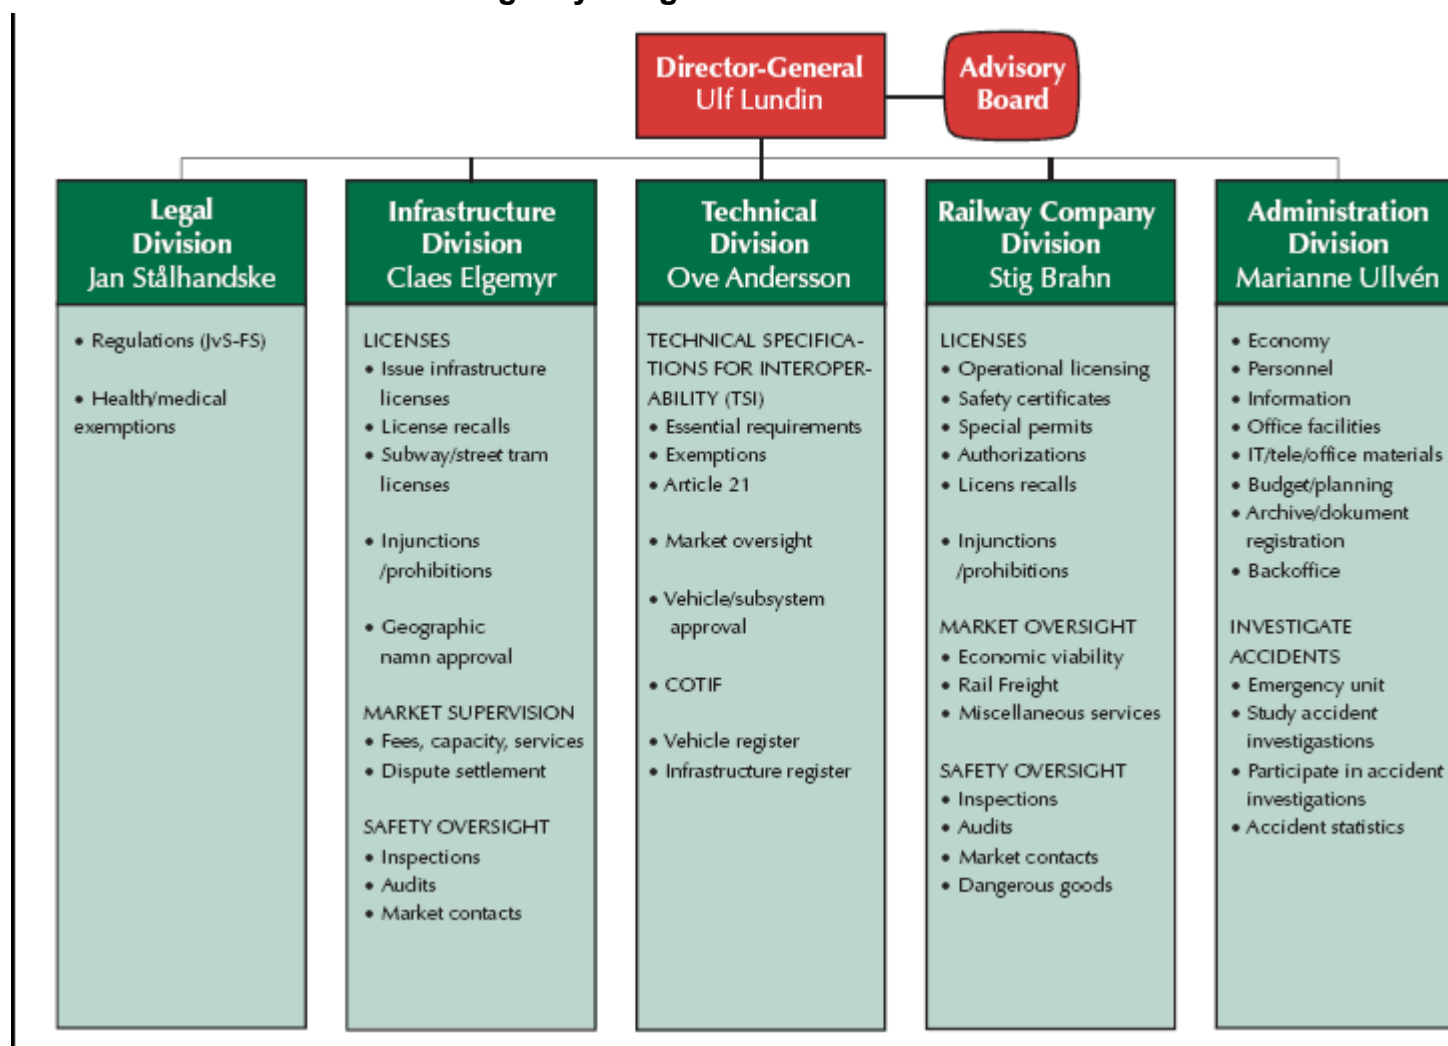 Director-General
Ulf Lundin
Advisory
Board
Legal
Division
Jan Stålhandske
• Regulations (JvS-FS)
• Health/medical
exemptions
Infrastructure
Division
Claes Elgemyr
LICENSES
• Issue infrastructure
licenses
• License recalls
• Subway/street tram
licenses
• Injunctions
/prohibitions
• Geographic
namn approval
MARKET SUPERVISION
• Fees, capacity, services
• Dispute settlement
SAFETY OVERSIGHT
• Inspections
• Audits
• Market contacts
Technical
Division
Ove Andersson
TECHNICAL SPECIFICA-
TIONS FOR INTEROPER-
ABILITY (TSI)
• Essential requirements
• Exemptions
• Article 21
• Market oversight
• Vehicle/subsystem
approval
• COTIF
• Vehicle register
• Infrastructure register
Railway Company
Division
Stig Brahn
LICENSES
• Operational licensing
• Safety certificates
• Special permits
• Authorizations
• Licens recalls
• Injunctions
/prohibitions
MARKET OVERSIGHT
• Economic viability
• Rail Freight
• Miscellaneous services
SAFETY OVERSIGHT
• Inspections
• Audits
• Market contacts
• Dangerous goods
Administration
Division
Marianne Ullvén
• Economy
• Personnel
• Information
• Office facilities
• IT/tele/office materials
• Budget/planning
• Archive/dokument
registration
• Backoffice
INVESTIGATE
ACCIDENTS
• Emergency unit
• Study accident
investigastions
• Participate in accident
investigations
• Accident statistics